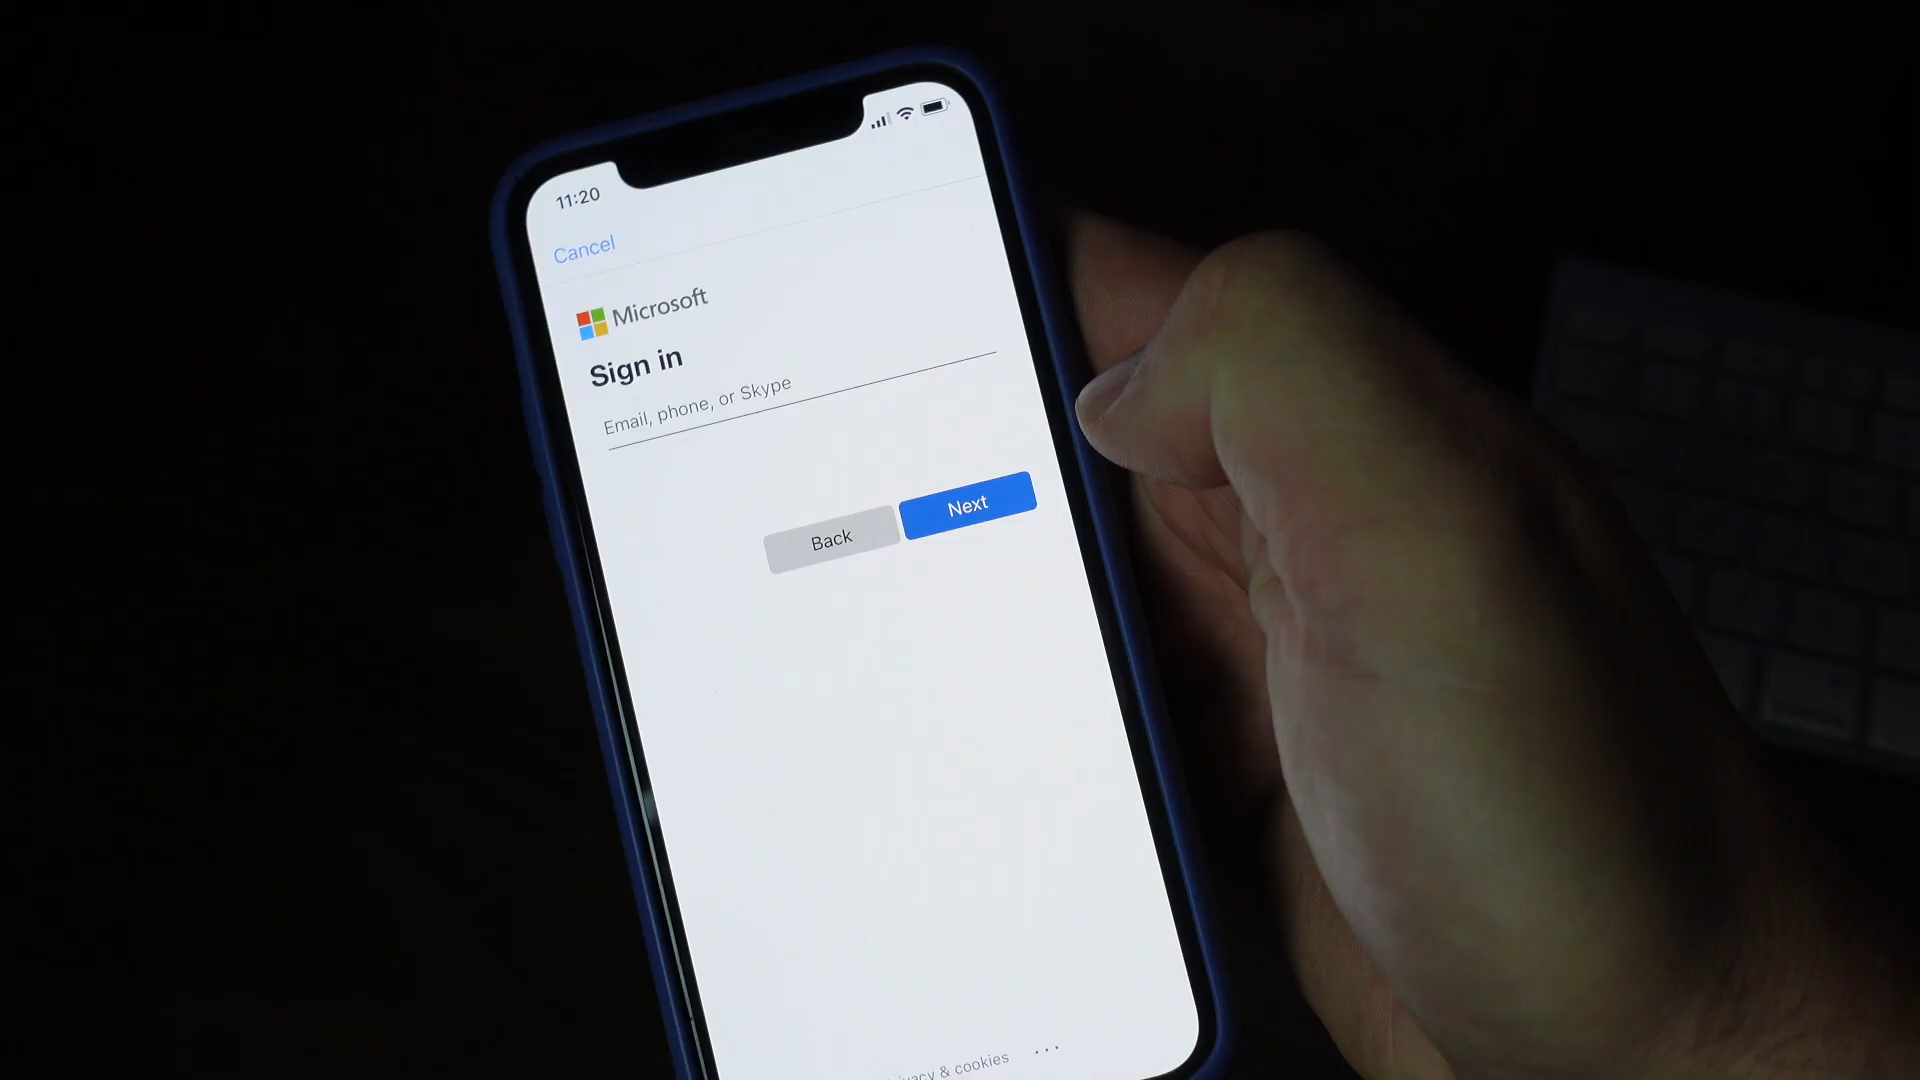 11:20
Cancel
Microsoft
Sign in
Email, phone, or Skype
Back
Next
& cookies
...